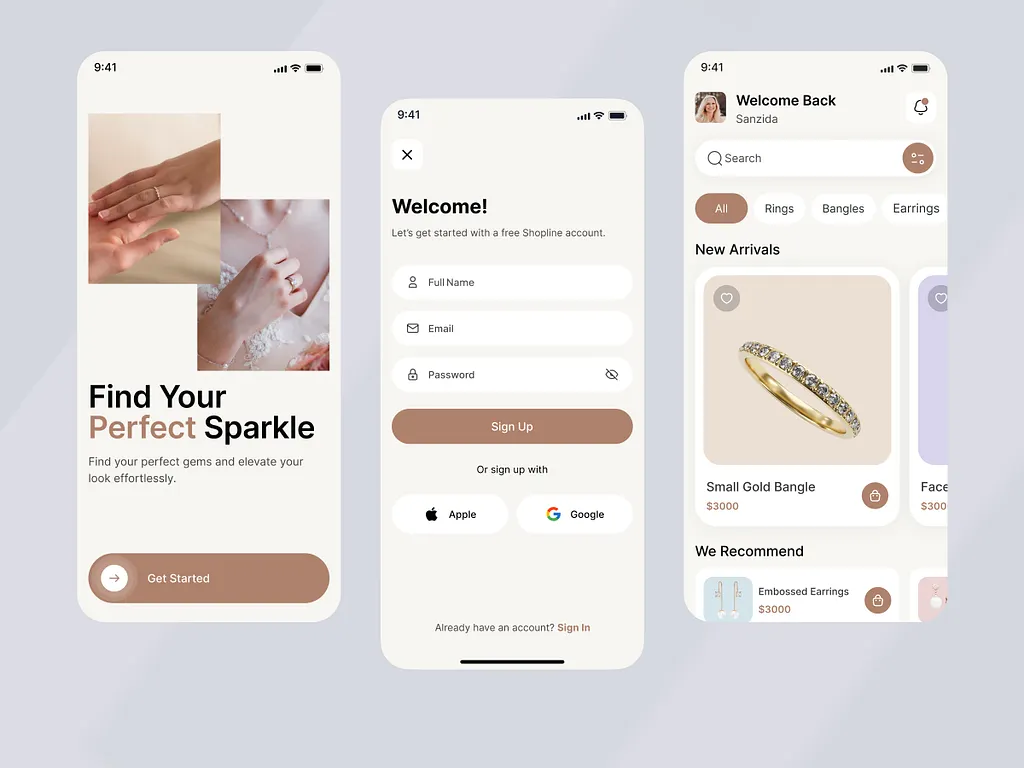 9:41
Find Your
Perfect Sparkle
Find your perfect gems and elevate your
look effortlessly.
Get Started
9:41
Welcome!
Let's get started with a free Shopline account.
Full Name
Email
Password
Sign Up
Or sign up with
Apple
Google
Already have an account? Sign In
9:41
Welcome Back
Sanzida
Search
All
Rings
Bangles
Earrings
New Arrivals
Small Gold Bangle
$3000
Face
$300
We Recommend
Embossed Earrings
$3000